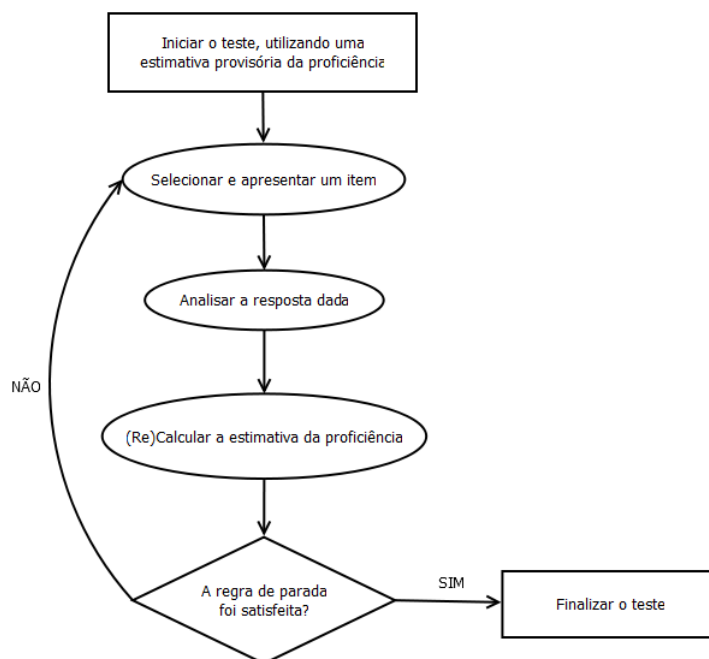 Iniciar o teste, utilizando uma
estimativa provisória da proficiência
Selecionar e apresentar um item
Analisar a resposta dada
NÃO
(Re)Calcular a estimativa da proficiência
A regra de parada
foi satisfeita?
SIM
Finalizar o teste